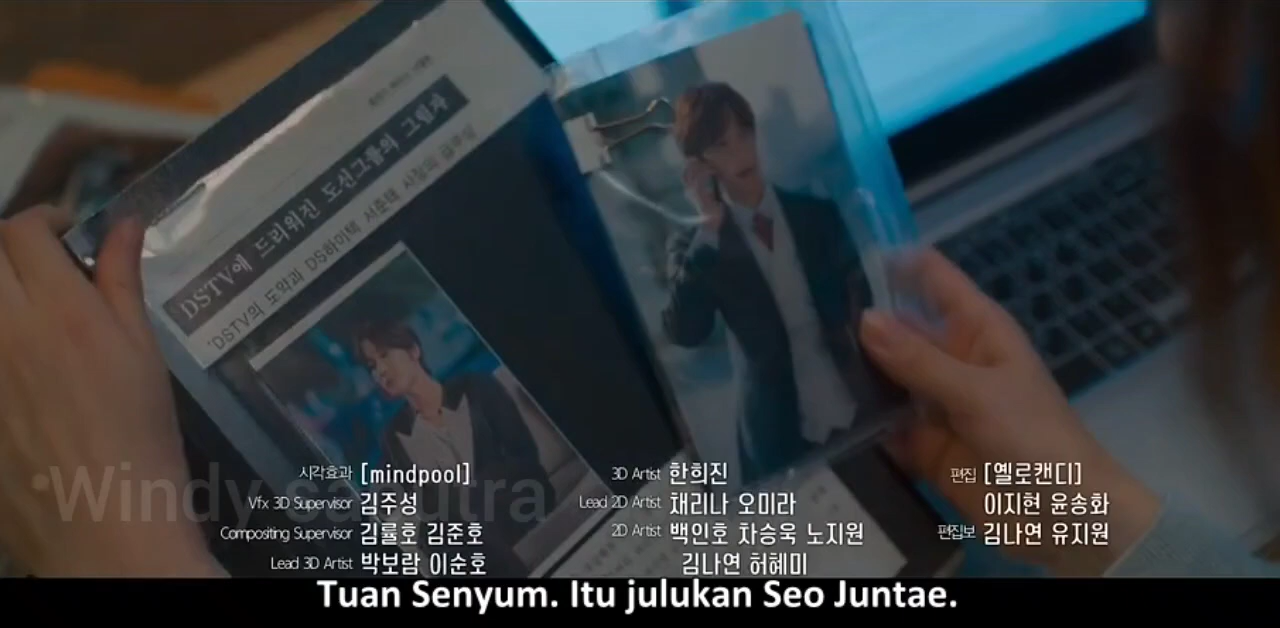 DSTV에 드리워진 도신그룹의 그림자
'DSTV의 도약과 DS하이텍 서준태 사장의
Windy saputra
시각효과 [mindpool]
Vfx 3D Supervisor 김주성
Compositing Supervisor 김률호 김준호
Lead 3D Artist 박보람 이순호
3D Artist 한희진
Lead 2D Artist 채리나 오미라
2D Artist 백인호 차승욱 노지원
김나연 허혜미
편집 [옐로캔디]
이지현 윤송화
편집보 김나연 유지원
Tuan Senyum. Itu julukan Seo Juntae.